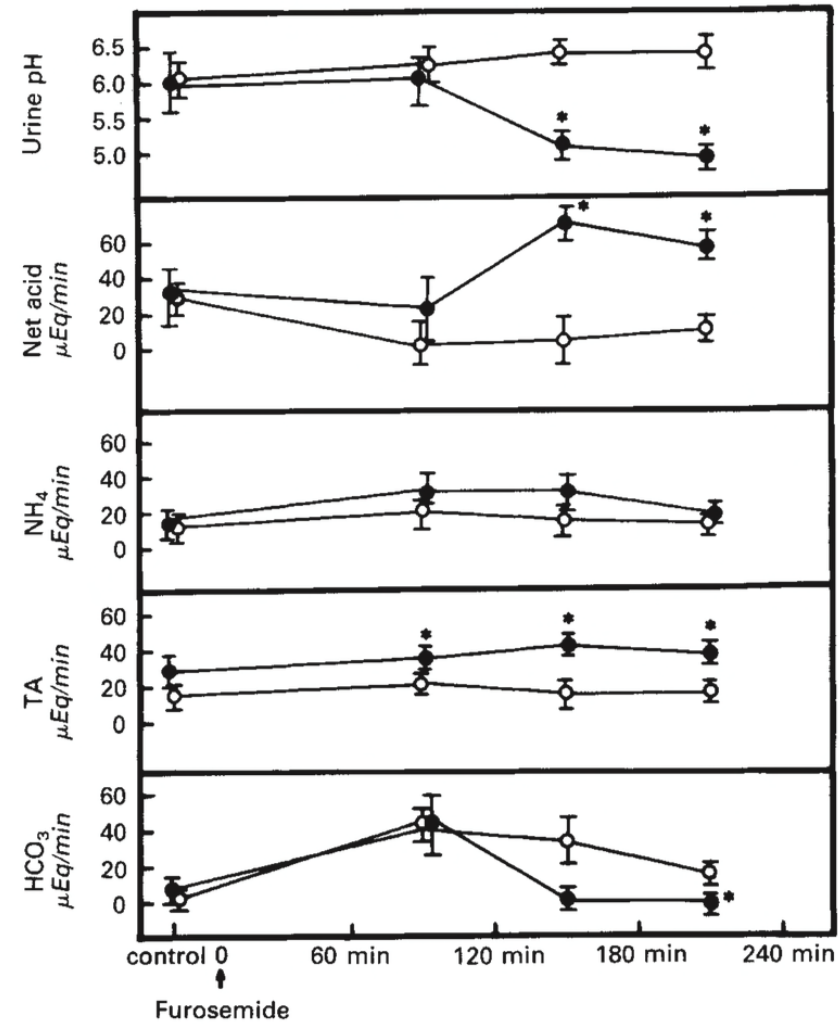 Urine pH
6.5
6.0
5.5
5.0
*
*
Net acid
µEq/min
60
40
20
0
*
*
NH₄
µEq/min
60
40
20
0
TA
µEq/min
60
40
20
0
*
*
*
HCO₃
µEq/min
60
40
20
0
*
control 0 60 min 120 min 180 min 240 min
Furosemide